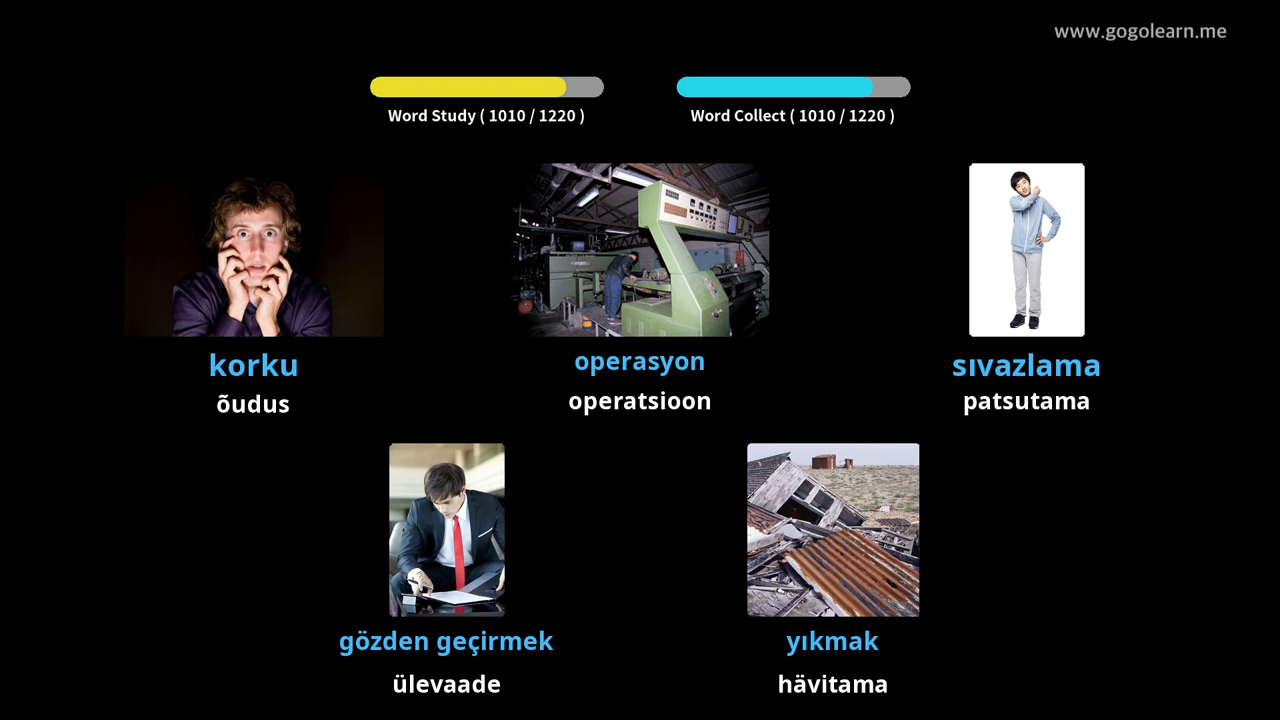 www.gogolearn.me
Word Study ( 1010 / 1220 )
Word Collect ( 1010 / 1220 )
korku
õudus
operasyon
operatsioon
sıvazlama
patsutama
gözden geçirmek
ülevaade
yıkmak
hävitama